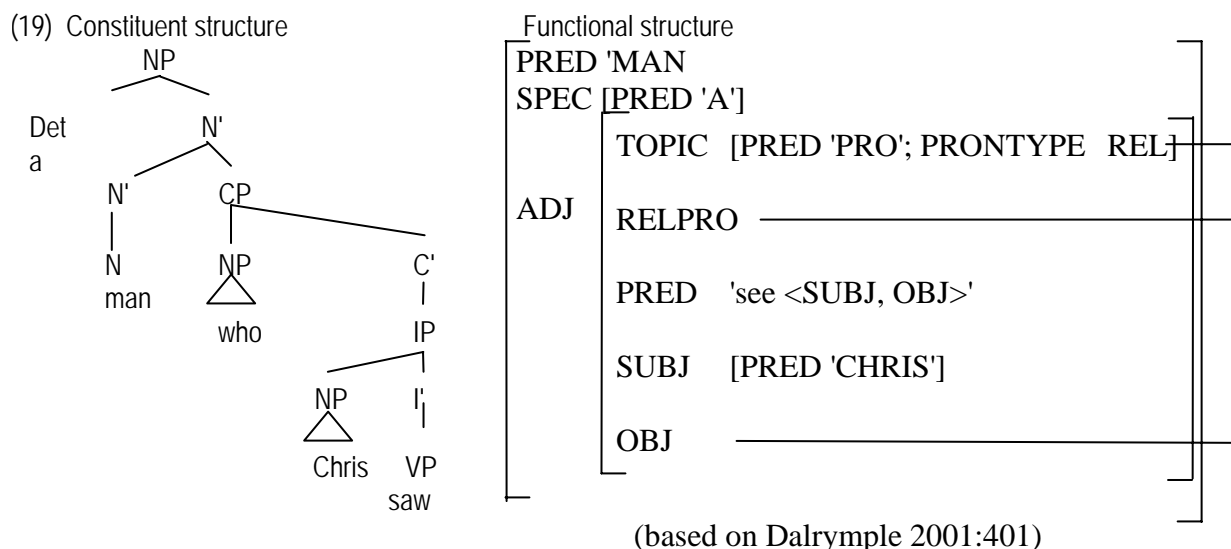 (19) Constituent structure Functional structure
NP
Det N'
a
N' CP
N NP C'
man
who IP
NP I'
Chris VP
saw
PRED 'MAN
SPEC [PRED 'A']
TOPIC [PRED 'PRO'; PRONTYPE REL]
ADJ RELPRO
PRED 'see <SUBJ, OBJ>'
SUBJ [PRED 'CHRIS']
OBJ
(based on Dalrymple 2001:401)